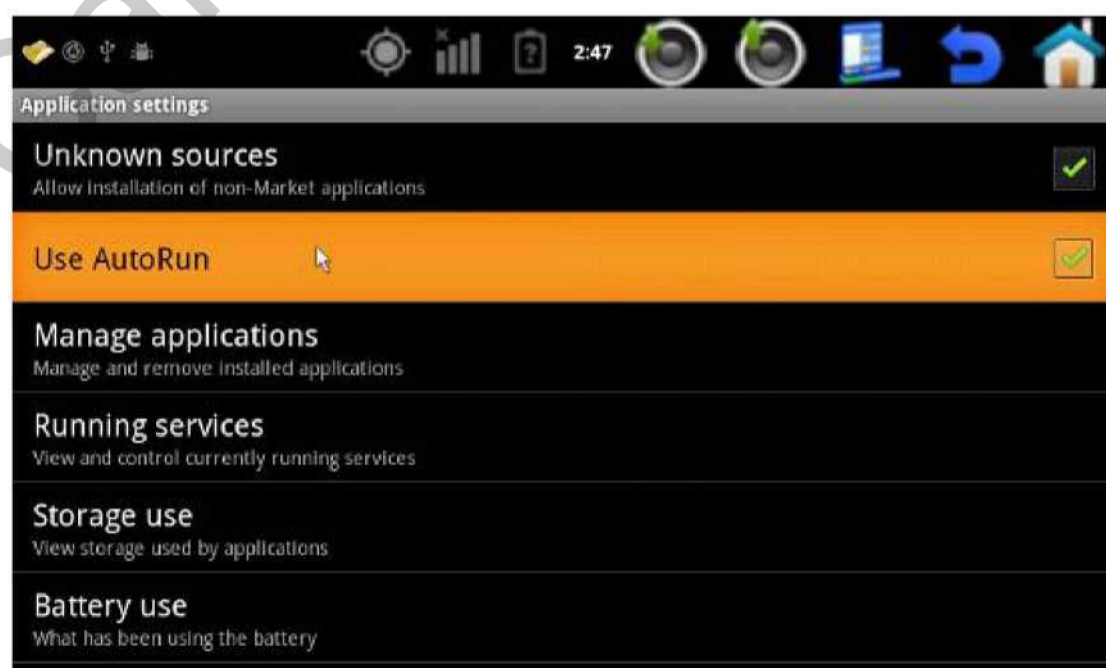 2:47
Application settings
Unknown sources
Allow installation of non-Market applications
Use AutoRun
Manage applications
Manage and remove installed applications
Running services
View and control currently running services
Storage use
View storage used by applications
Battery use
What has been using the battery